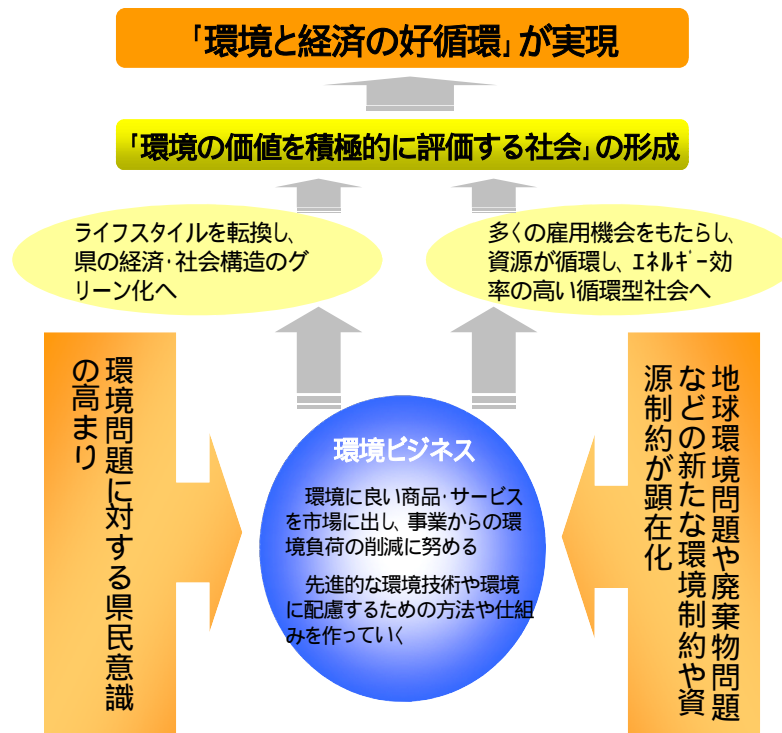 「環境と経済の好循環」が実現
「環境の価値を積極的に評価する社会」の形成
ライフスタイルを転換し、
県の経済・社会構造のグ
リーン化へ
多くの雇用機会をもたらし、
資源が循環し、ｴﾈﾙｷﾞｰ効
率の高い循環型社会へ
環境問題に対する県民意識
の高まり
環境ビジネス
環境に良い商品・サービス
を市場に出し、事業からの環
境負荷の削減に努める
先進的な環境技術や環境
に配慮するための方法や仕組
みを作っていく
地球環境問題や廃棄物問題
などの新たな環境制約や資
源制約が顕在化